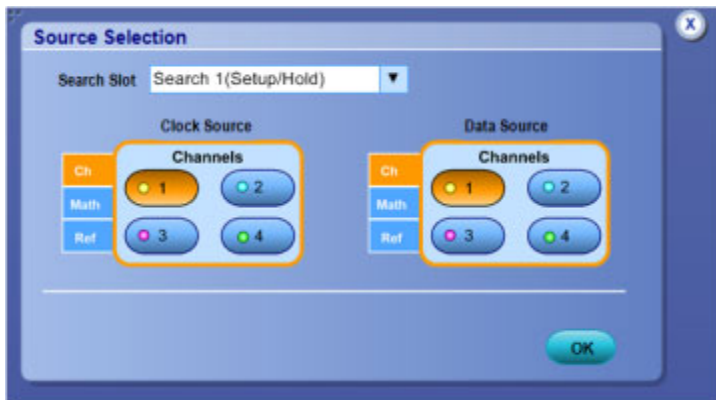 Source Selection
X
Search Slot Search 1(Setup/Hold)
Clock Source
Channels
Ch
Math
Ref
1 2
3 4
Data Source
Channels
Ch
Math
Ref
1 2
3 4
OK